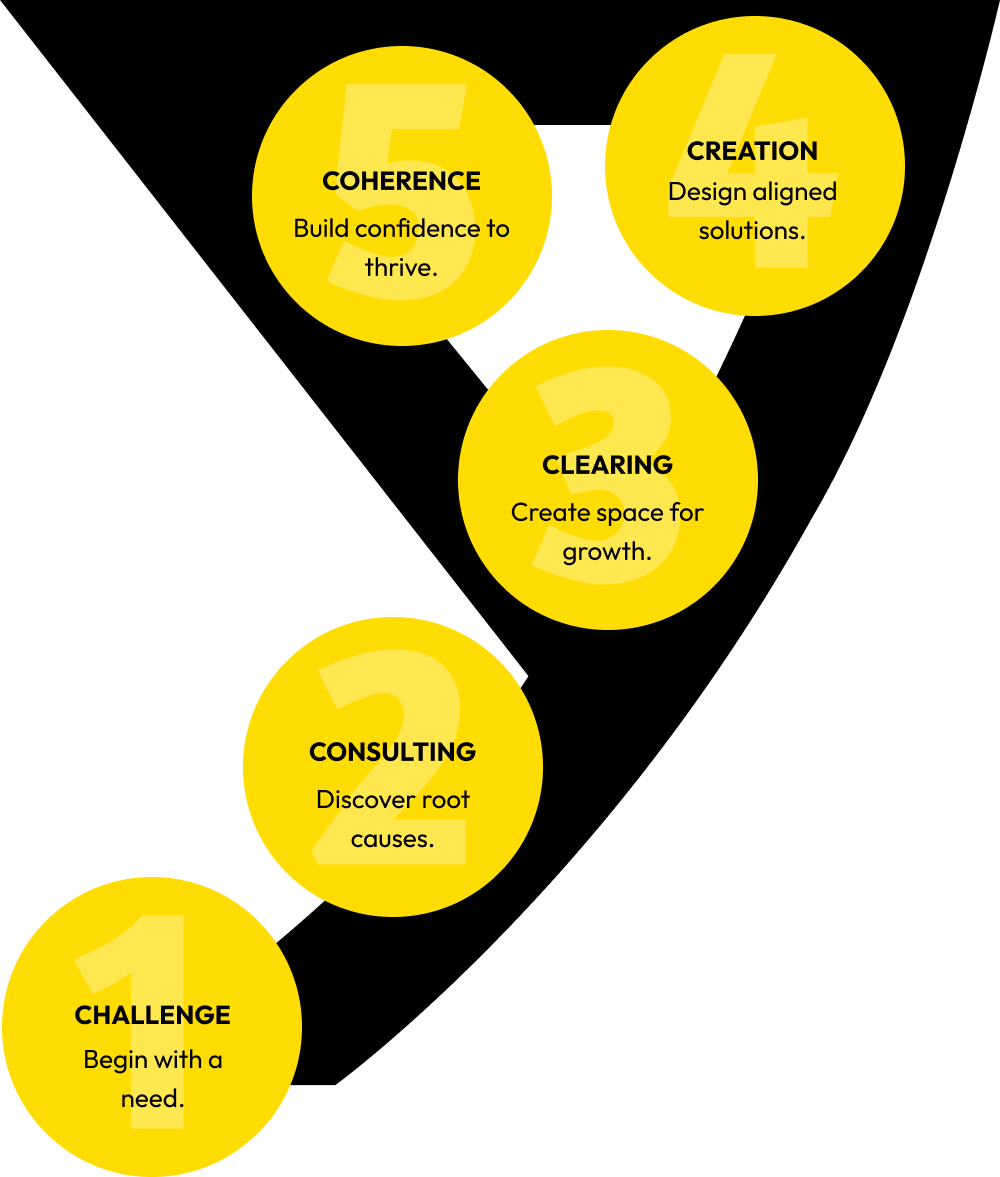 5
COHERENCE
Build confidence to
thrive.
4
CREATION
Design aligned
solutions.
3
CLEARING
Create space for
growth.
2
CONSULTING
Discover root
causes.
1
CHALLENGE
Begin with a
need.